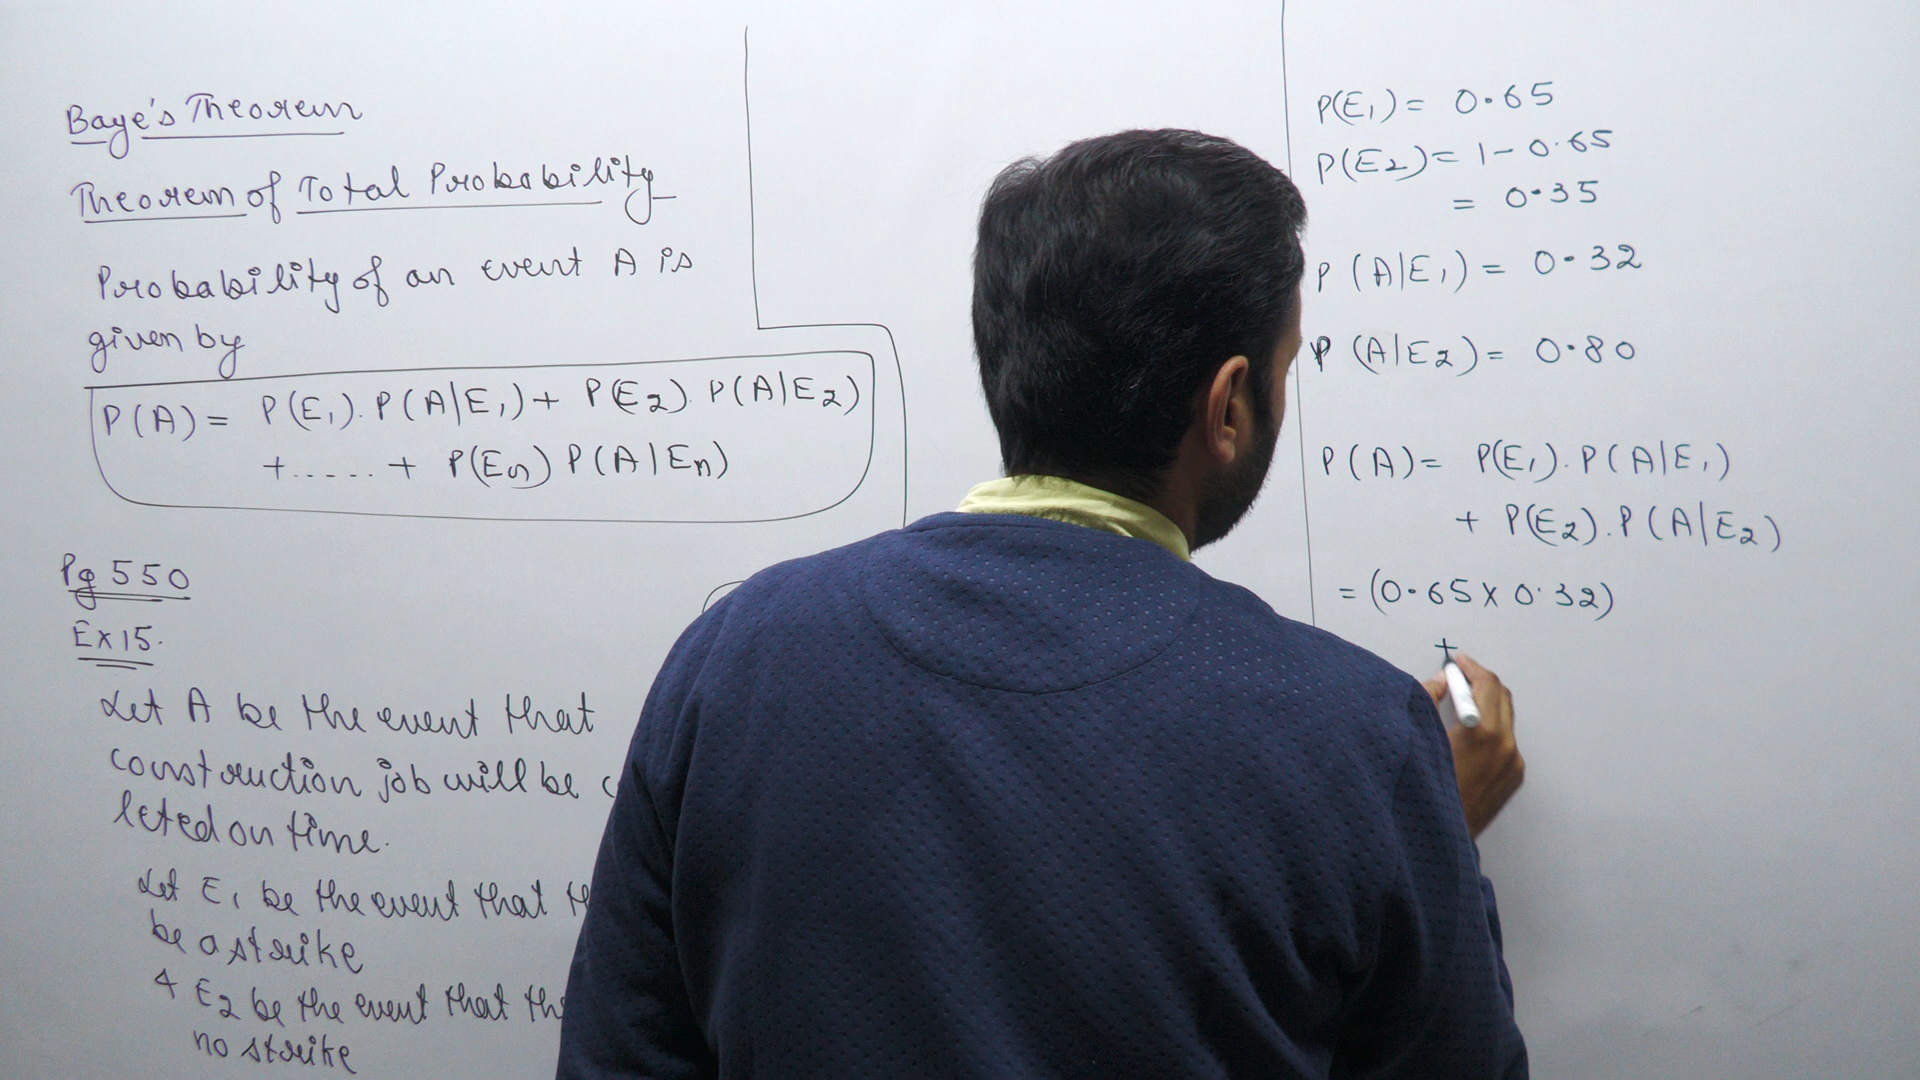 Baye's Theorem
Theorem of Total Probability
Probability of an event A is
given by
P(A) = P(E₁).P(A|E₁) + P(E₂).P(A|E₂)
+ ..... + P(Eₙ) P(A|Eₙ)
Pg 550
Ex 15.
Let A be the event that
construction job will be
leted on time.
Let E₁ be the event that
be a strike
& E₂ be the event that
no strike
P(E₁) = 0.65
P(E₂) = 1 - 0.65
= 0.35
P(A|E₁) = 0.32
P(A|E₂) = 0.80
P(A) = P(E₁).P(A|E₁)
+ P(E₂).P(A|E₂)
= (0.65 x 0.32)
+